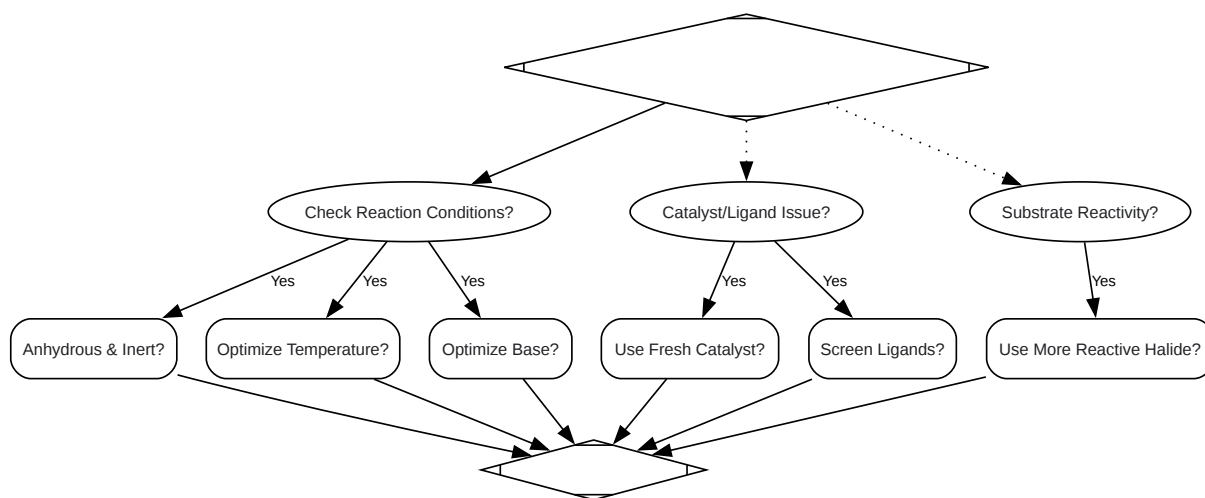 Check Reaction Conditions?
Catalyst/Ligand Issue?
Substrate Reactivity?
Yes
Yes
Yes
Yes
Yes
Yes
Anhydrous & Inert?
Optimize Temperature?
Optimize Base?
Use Fresh Catalyst?
Screen Ligands?
Use More Reactive Halide?